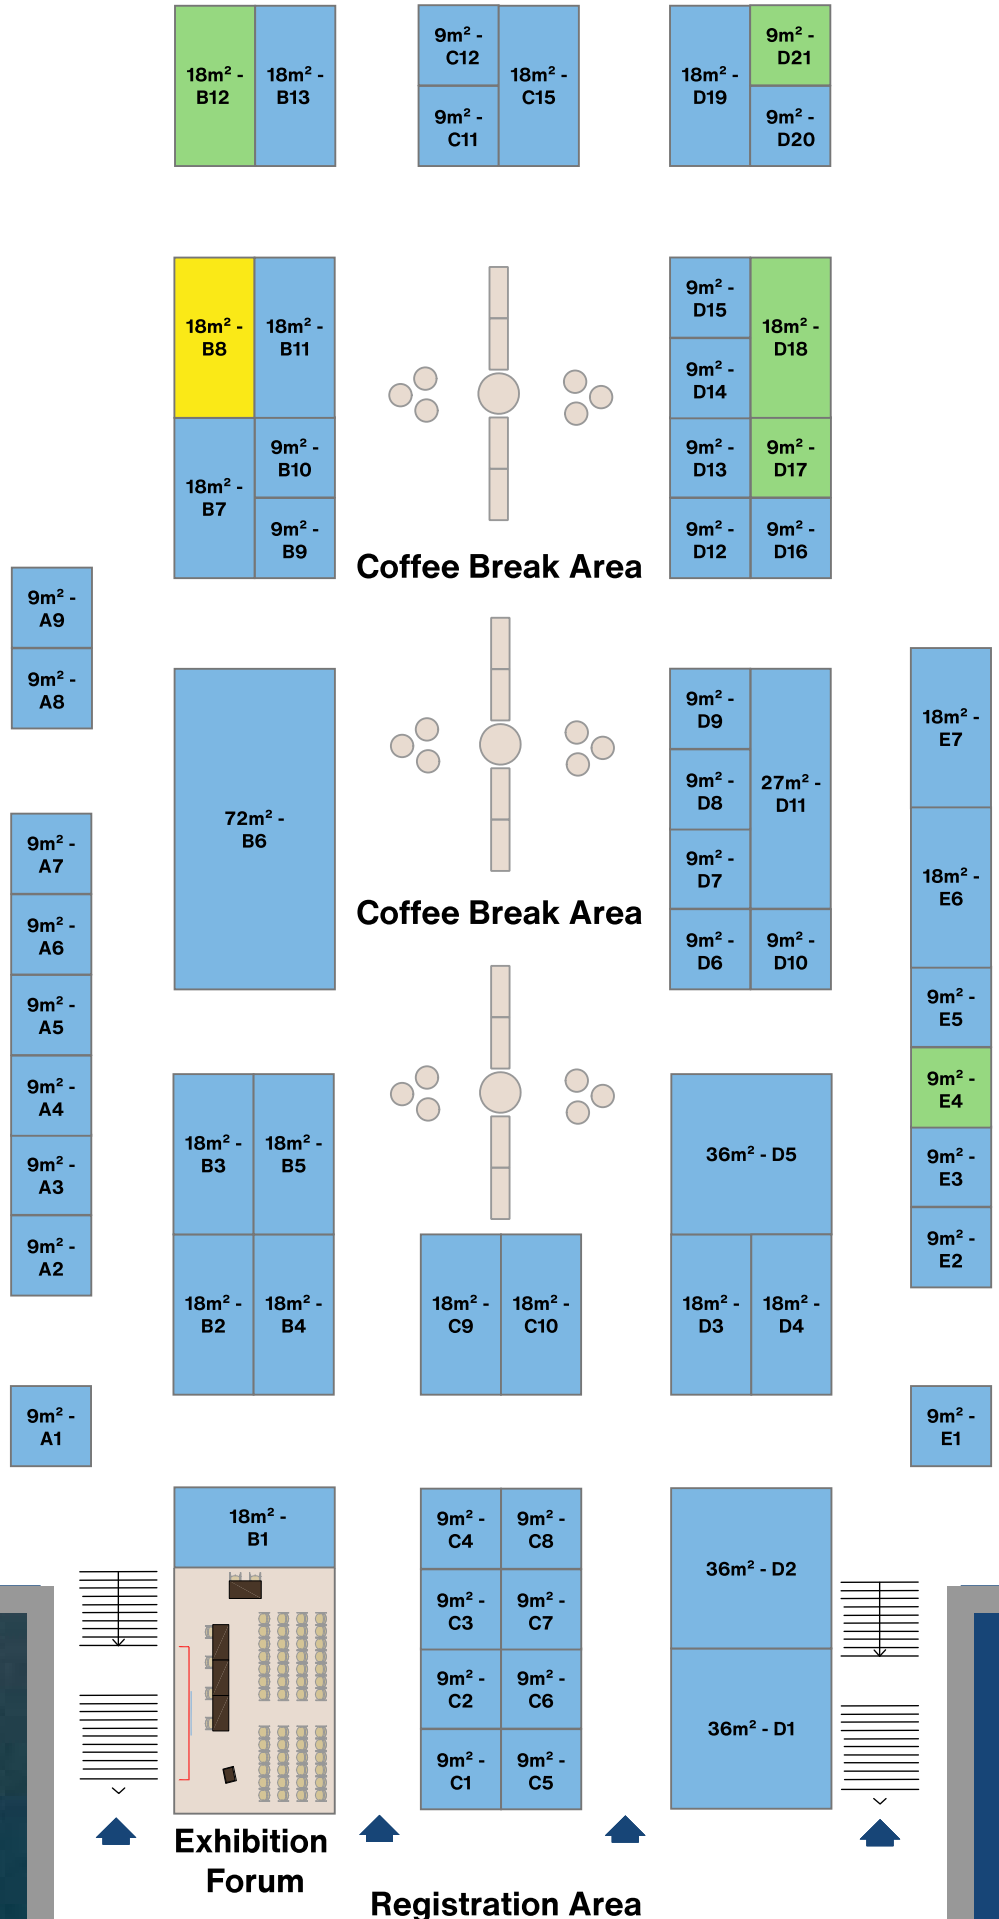 18m² -
B12
18m² -
B13
9m² -
C12
9m² -
C11
18m² -
C15
18m² -
D19
9m² -
D21
9m² -
D20
18m² -
B8
18m² -
B11
18m² -
B7
9m² -
B10
9m² -
B9
9m² -
D15
9m² -
D14
18m² -
D18
9m² -
D13
9m² -
D17
9m² -
D12
9m² -
D16
Coffee Break Area
9m² -
A9
9m² -
A8
72m² -
B6
9m² -
D9
9m² -
D8
9m² -
D7
27m² -
D11
9m² -
D6
9m² -
D10
18m² -
E7
18m² -
E6
9m² -
E5
9m² -
E4
9m² -
E3
9m² -
E2
Coffee Break Area
9m² -
A7
9m² -
A6
9m² -
A5
9m² -
A4
9m² -
A3
9m² -
A2
18m² -
B3
18m² -
B5
18m² -
B2
18m² -
B4
18m² -
C9
18m² -
C10
36m² - D5
18m² -
D3
18m² -
D4
9m² -
A1
9m² -
E1
18m² -
B1
9m² -
C4
9m² -
C8
9m² -
C3
9m² -
C7
9m² -
C2
9m² -
C6
9m² -
C1
9m² -
C5
36m² - D2
36m² - D1
Exhibition
Forum
Registration Area